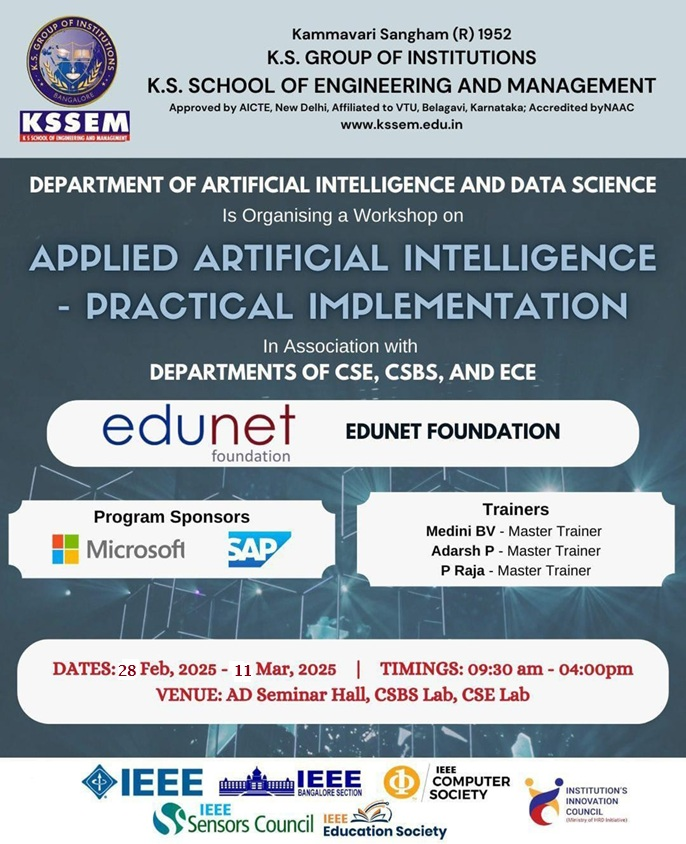 K.S. GROUP OF INSTITUTIONS
BANGALORE
KSSEM
K S SCHOOL OF ENGINEERING AND MANAGEMENT
Kammavari Sangham (R) 1952
K.S. GROUP OF INSTITUTIONS
K.S. SCHOOL OF ENGINEERING AND MANAGEMENT
Approved by AICTE, New Delhi, Affiliated to VTU, Belagavi, Karnataka; Accredited byNAAC
www.kssem.edu.in
DEPARTMENT OF ARTIFICIAL INTELLIGENCE AND DATA SCIENCE
Is Organising a Workshop on
APPLIED ARTIFICIAL INTELLIGENCE
- PRACTICAL IMPLEMENTATION
In Association with
DEPARTMENTS OF CSE, CSBS, AND ECE
edunet
foundation
EDUNET FOUNDATION
Program Sponsors
Microsoft
SAP
Trainers
Medini BV - Master Trainer
Adarsh P - Master Trainer
P Raja - Master Trainer
DATES: 28 Feb, 2025 - 11 Mar, 2025 | TIMINGS: 09:30 am - 04:00pm
VENUE: AD Seminar Hall, CSBS Lab, CSE Lab
IEEE
IEEE
BANGALORE SECTION
IEEE
COMPUTER
SOCIETY
INSTITUTION'S
INNOVATION
COUNCIL
(Ministry of HRD Initiative)
IEEE
Sensors Council
IEEE
Education Society